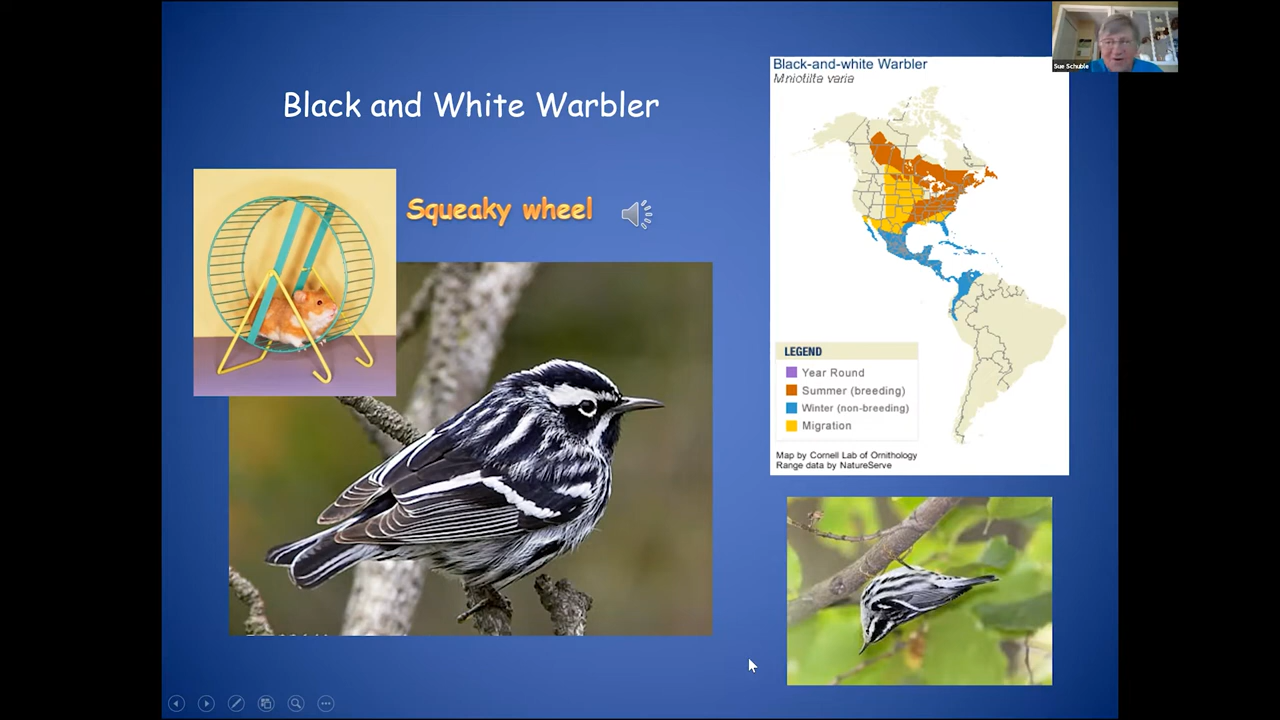 Sue Schuble
Black-and-white Warbler
Mniotilta varia
Black and White Warbler
Squeaky wheel
LEGEND
Year Round
Summer (breeding)
Winter (non-breeding)
Migration
Map by Cornell Lab of Ornithology
Range data by NatureServe